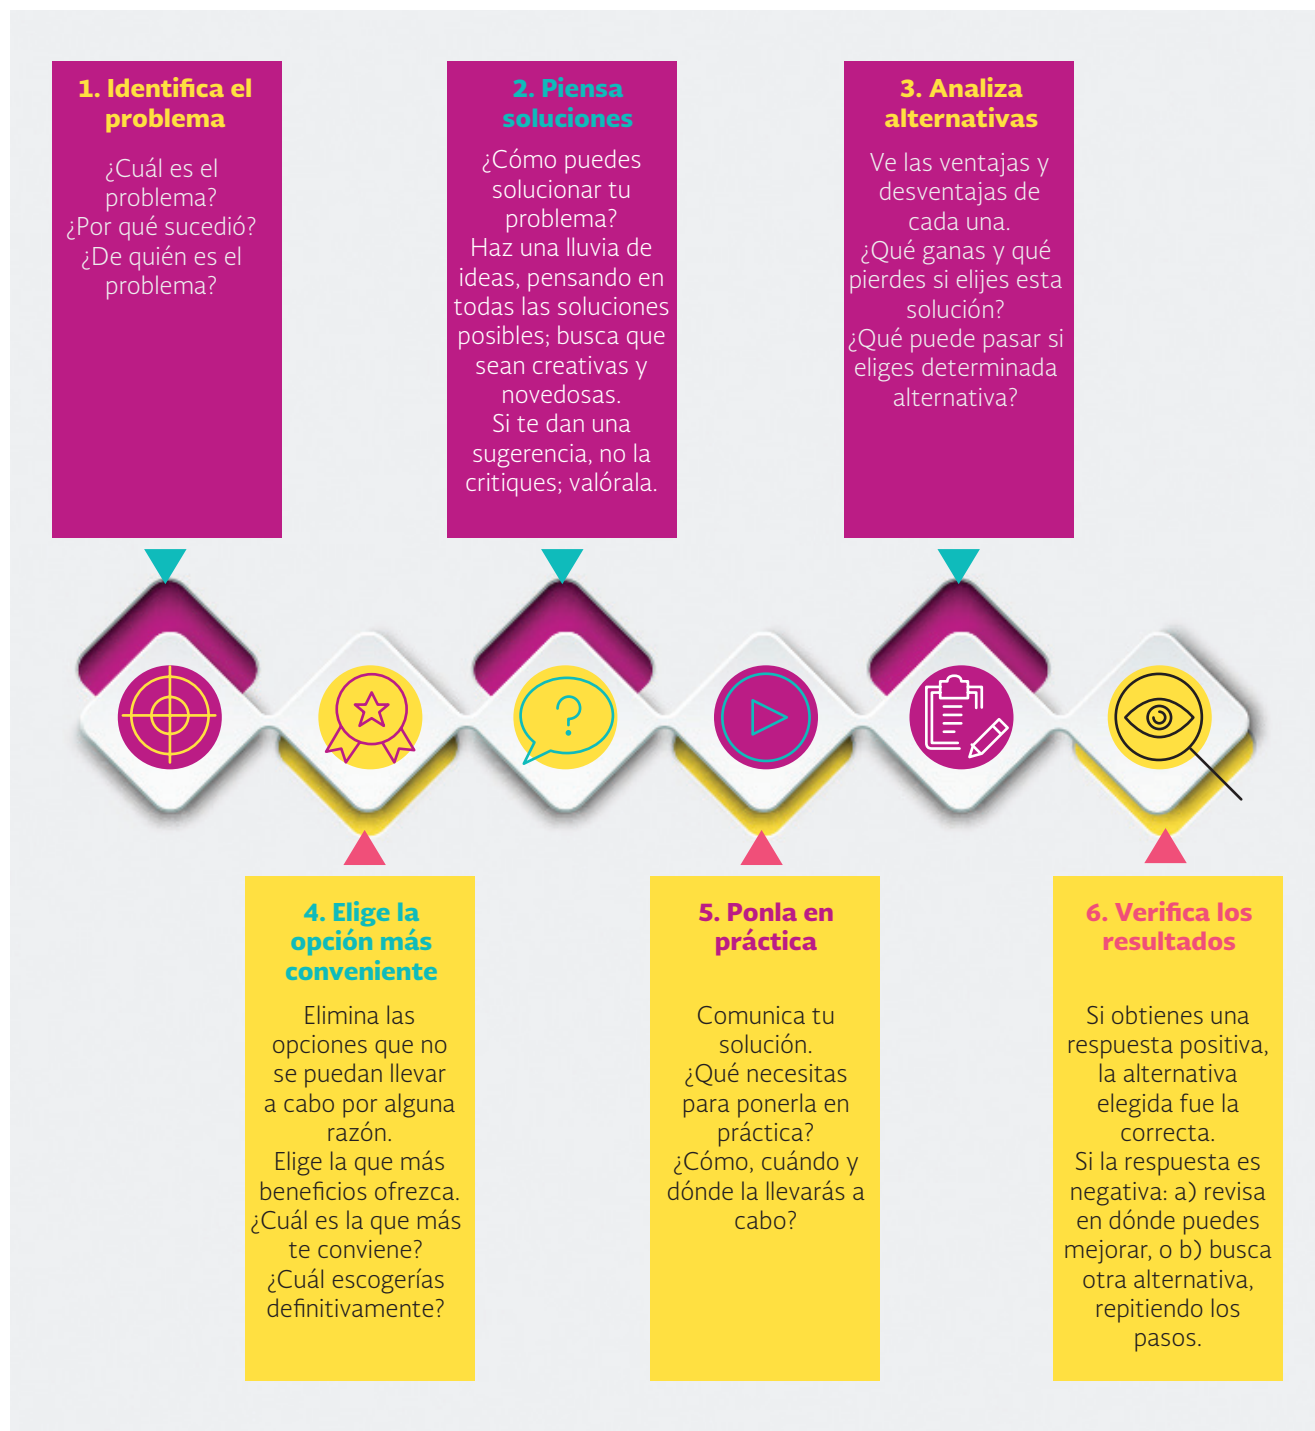 1. Identifica el
problema
¿Cuál es el
problema?
¿Por qué sucedió?
¿De quién es el
problema?
2. Piensa
soluciones
¿Cómo puedes
solucionar tu
problema?
Haz una lluvia de
ideas, pensando en
todas las soluciones
posibles; busca que
sean creativas y
novedosas.
Si te dan una
sugerencia, no la
critiques; valórala.
3. Analiza
alternativas
Ve las ventajas y
desventajas de
cada una.
¿Qué ganas y qué
pierdes si elijes esta
solución?
¿Qué puede pasar si
eliges determinada
alternativa?
4. Elige la
opción más
conveniente
Elimina las
opciones que no
se puedan llevar
a cabo por alguna
razón.
Elige la que más
beneficios ofrezca.
¿Cuál es la que más
te conviene?
¿Cuál escogerías
definitivamente?
5. Ponla en
práctica
Comunica tu
solución.
¿Qué necesitas
para ponerla en
práctica?
¿Cómo, cuándo y
dónde la llevarás a
cabo?
6. Verifica los
resultados
Si obtienes una
respuesta positiva,
la alternativa
elegida fue la
correcta.
Si la respuesta es
negativa: a) revisa
en dónde puedes
mejorar, o b) busca
otra alternativa,
repitiendo los
pasos.